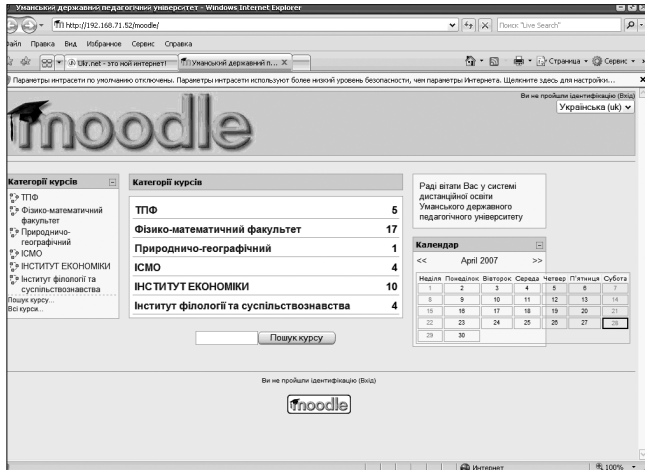 Уманський державний педагогічний університет - Windows Internet Explorer
http://192.168.71.52/moodle/
Поиск "Live Search"
Файл Правка Вид Избранное Сервис Справка
Ukr.net - это мой интернет! Уманський державний п... X Страница Сервис
Параметры интрасети по умолчанию отключены. Параметры интрасети используют более низкий уровень безопасности, чем параметры Интернета. Щелкните здесь для настройки...
Ви не пройшли ідентифікацію (Вхід)
Українська (uk)
moodle
Категорії курсів
ТПФ
Фізико-математичний
факультет
Природничо-
географічний
ІСМО
ІНСТИТУТ ЕКОНОМІКИ
Інститут філології та
суспільствознавства
Пошук курсу...
Всі курси...
Категорії курсів
ТПФ 5
Фізико-математичний факультет 17
Природничо-географічний 1
ІСМО 4
ІНСТИТУТ ЕКОНОМІКИ 10
Інститут філології та суспільствознавства 4
Пошук курсу
Раді вітати Вас у системі
дистанційної освіти
Уманського державного
педагогічного університету
Календар
<< April 2007 >>
Неділя Понеділок Вівторок Середа Четвер П'ятниця Субота
1 2 3 4 5 6 7
8 9 10 11 12 13 14
15 16 17 18 19 20 21
22 23 24 25 26 27 28
29 30
Ви не пройшли ідентифікацію (Вхід)
moodle
Интернет 100%